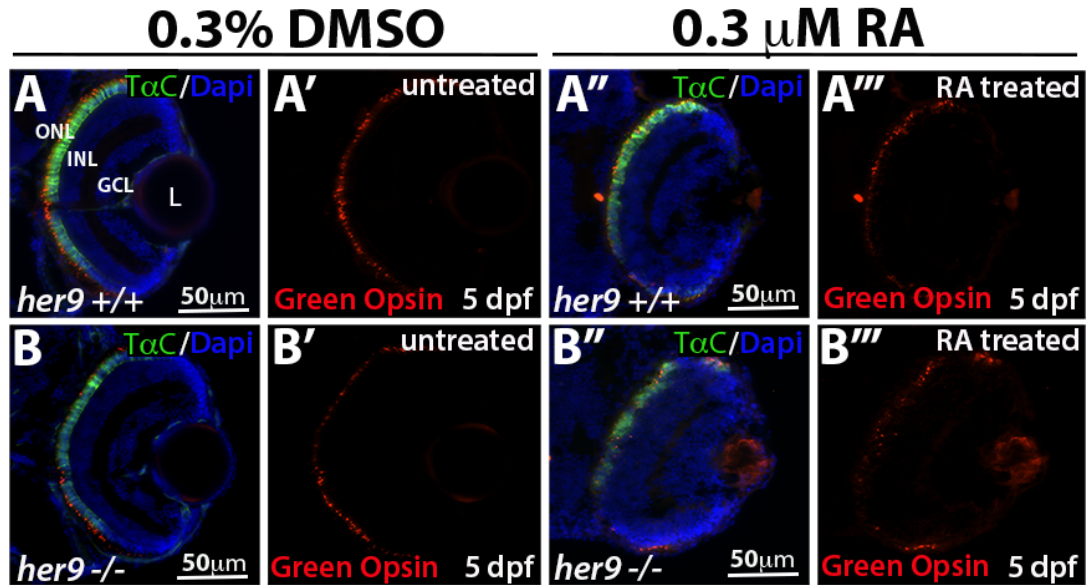 0.3% DMSO
0.3 μM RA
A
TαC/Dapi
ONL
INL
GCL
L
her9 +/+
50μm
A'
untreated
Green Opsin
5 dpf
A''
TαC/Dapi
her9 +/+
50μm
A'''
RA treated
Green Opsin
5 dpf
B
TαC/Dapi
her9 -/-
50μm
B'
untreated
Green Opsin
5 dpf
B''
TαC/Dapi
her9 -/-
50μm
B'''
RA treated
Green Opsin
5 dpf